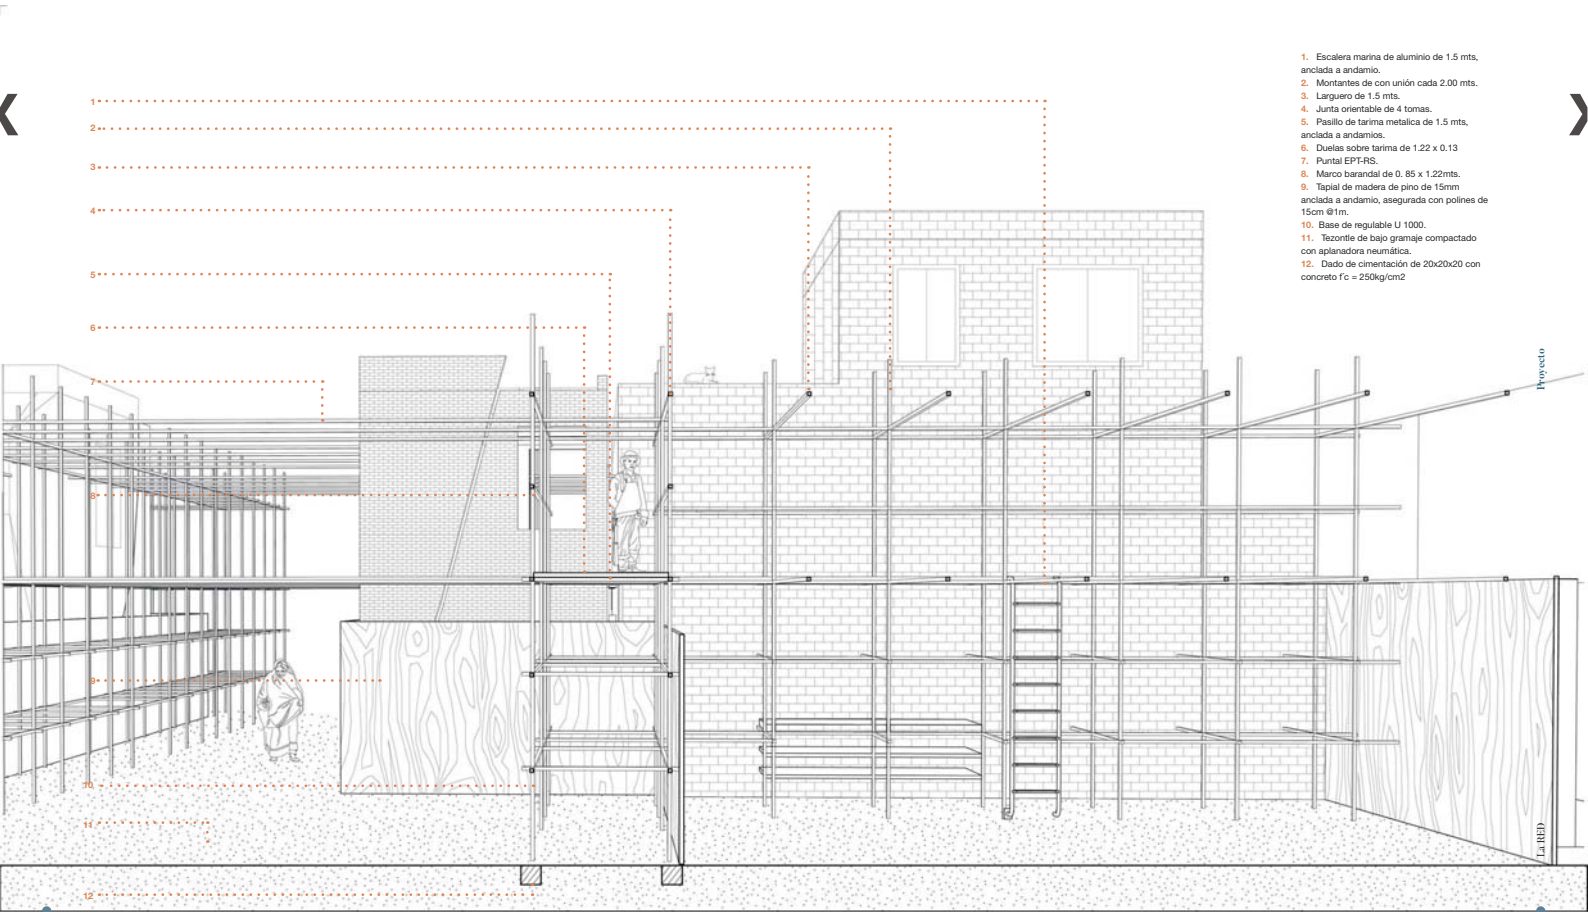 1. Escalera marina de aluminio de 1.5 mts,
anclada a andamio.
2. Montantes de con unión cada 2.00 mts.
3. Larguero de 1.5 mts.
4. Junta orientable de 4 tomas.
5. Pasillo de tarima metalica de 1.5 mts,
anclada a andamios.
6. Duelas sobre tarima de 1.22 x 0.13
7. Puntal EPT-RS.
8. Marco barandal de 0. 85 x 1.22mts.
9. Tapial de madera de pino de 15mm
anclada a andamio, asegurada con polines de
15cm @1m.
10. Base de regulable U 1000.
11. Tezontle de bajo gramaje compactado
con aplanadora neumática.
12. Dado de cimentación de 20x20x20 con
concreto f´c = 250kg/cm2
1
2
3
4
5
6
7
8
9
10
11
12
Proyecto
La RED